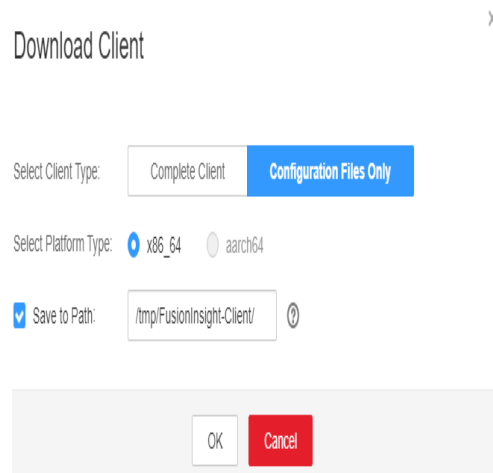 Download Client
Select Client Type: Complete Client Configuration Files Only
Select Platform Type: x86_64 aarch64
Save to Path: /tmp/FusionInsight-Client/ ?
OK Cancel